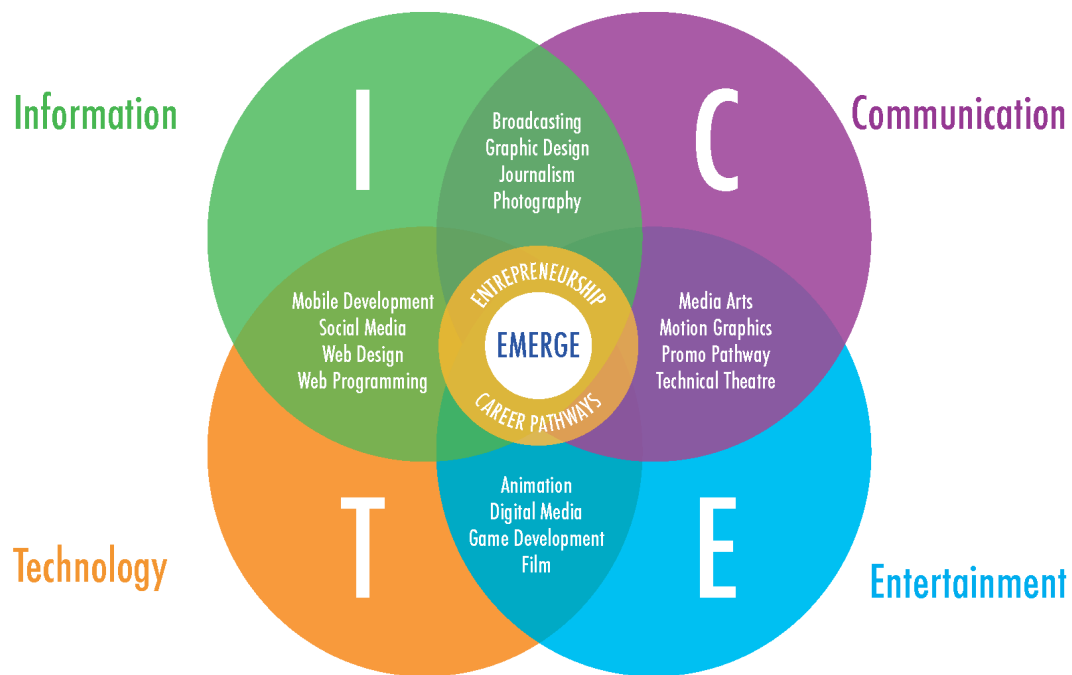 Information
I
C
Communication
Broadcasting
Graphic Design
Journalism
Photography
Mobile Development
Social Media
Web Design
Web Programming
ENTREPRENEURSHIP
EMERGE
CAREER PATHWAYS
Media Arts
Motion Graphics
Promo Pathway
Technical Theatre
Animation
Digital Media
Game Development
Film
Technology
T
E
Entertainment